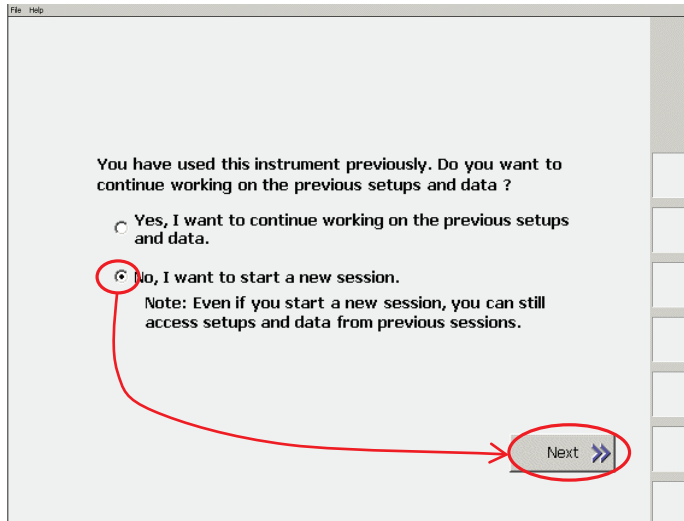 File Help
You have used this instrument previously. Do you want to
continue working on the previous setups and data ?
Yes, I want to continue working on the previous setups
and data.
No, I want to start a new session.
Note: Even if you start a new session, you can still
access setups and data from previous sessions.
Next